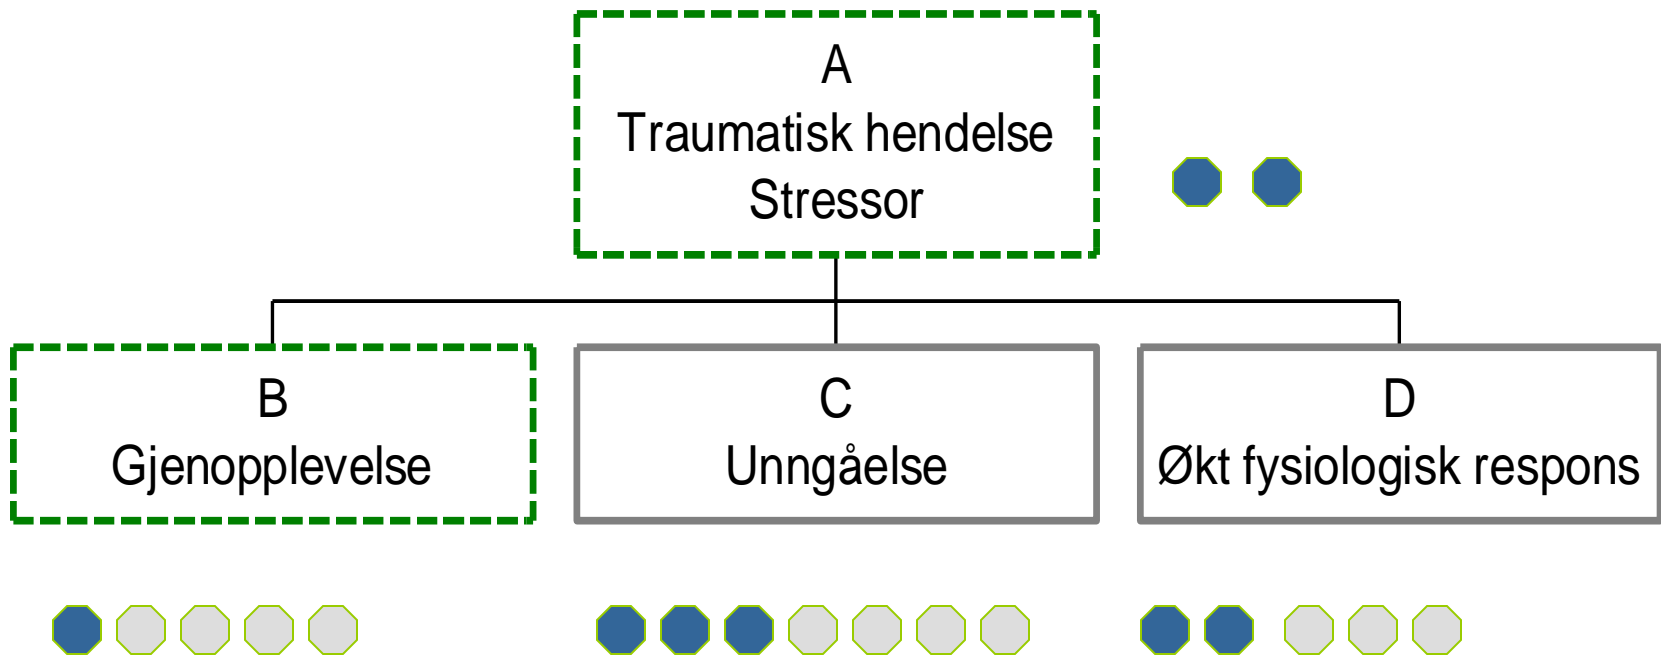 A
Traumatisk hendelse
Stressor
B
Gjenopplevelse
C
Unngåelse
D
Økt fysiologisk respons